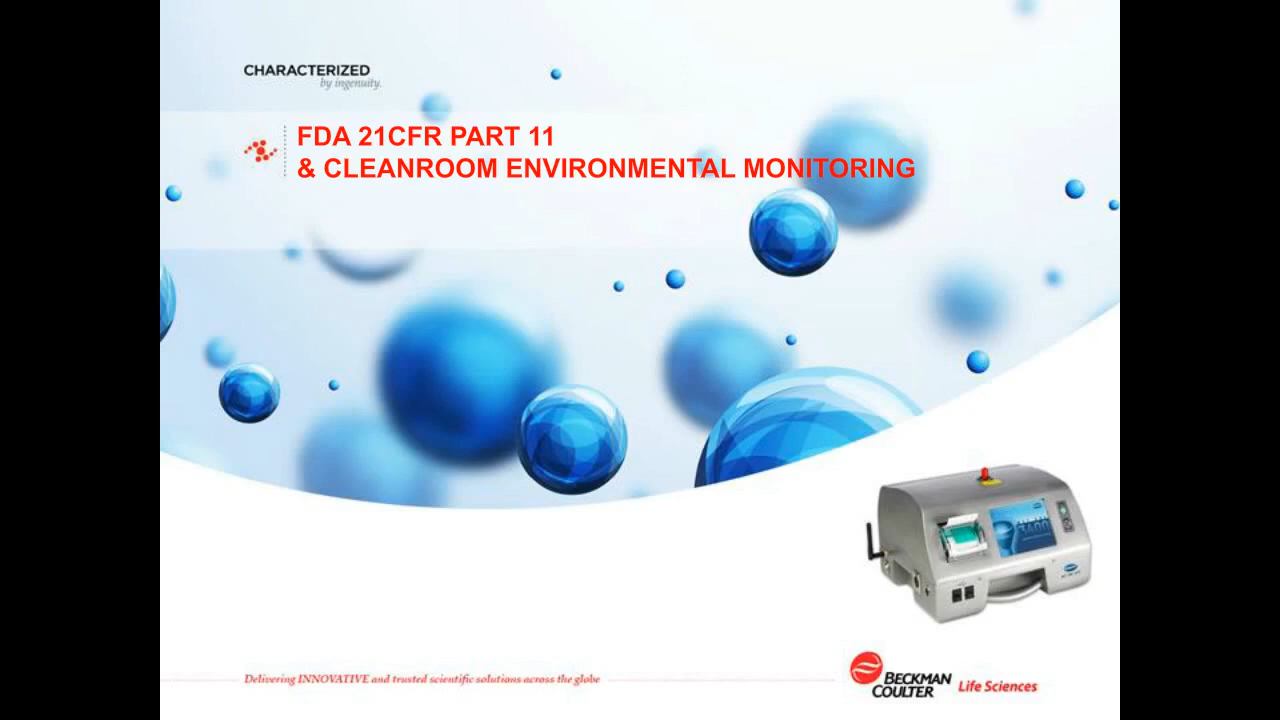 CHARACTERIZED
by ingenuity.
FDA 21CFR PART 11
& CLEANROOM ENVIRONMENTAL MONITORING
3400
Delivering INNOVATIVE and trusted scientific solutions across the globe
BECKMAN
COULTER
Life Sciences